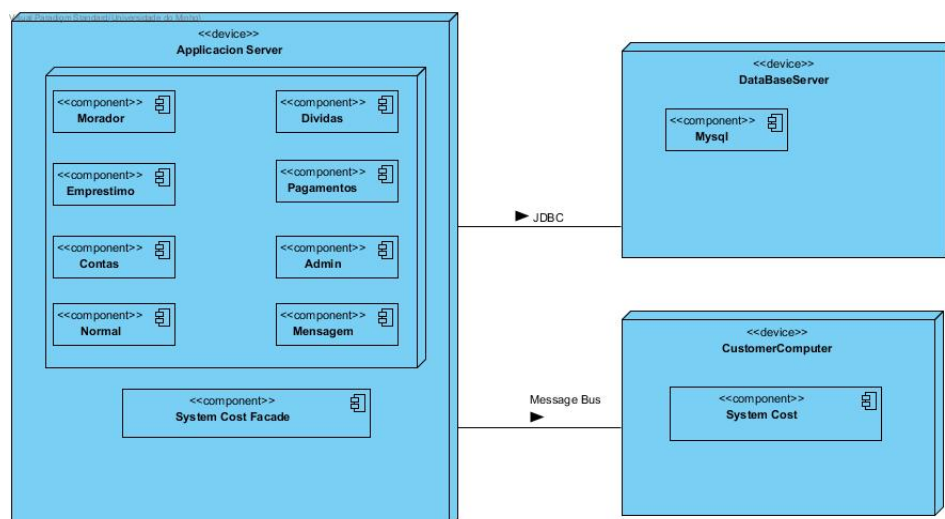 Visual Paradigm Standard(Universidade do Minho)
<<device>>
Applicacion Server
<<component>>
Morador
<<component>>
Dividas
<<component>>
Emprestimo
<<component>>
Pagamentos
<<component>>
Contas
<<component>>
Admin
<<component>>
Normal
<<component>>
Mensagem
<<component>>
System Cost Facade
JDBC
Message Bus
<<device>>
DataBaseServer
<<component>>
Mysql
<<device>>
CustomerComputer
<<component>>
System Cost